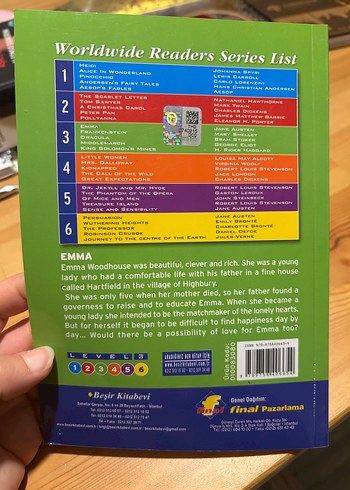 Worldwide Readers Series List
1
HEIDI JOHANNA SPYRI
ALICE IN WONDERLAND LEWIS CARROLL
PINOCCHIO CARLO LORENZINI
ANDERSEN'S FAIRY TALES HANS CHRISTIAN ANDERSEN
AESOP'S FABLES AESOP
2
THE SCARLET LETTER NATHANIEL HAWTHORNE
TOM SAWYER MARK TWAIN
A CHRISTMAS CAROL CHARLES DICKENS
PETER PAN JAMES MATTHEW BARRIE
POLLYANNA ELEANOR H. PORTER
3
EMMA JANE AUSTEN
FRANKENSTEIN MARY SHELLEY
DRACULA BRAM STOKER
MIDDLEMARCH GEORGE ELIOT
KING SOLOMON'S MINES H. RIDER HAGGARD
4
LITTLE WOMEN LOUISA MAY ALCOTT
MRS. DALLOWAY VIRGINIA WOOLF
KIDNAPPED ROBERT LOUIS STEVENSON
THE CALL OF THE WILD JACK LONDON
GREAT EXPECTATIONS CHARLES DICKENS
5
DR. JEKYLL AND MR. HYDE ROBERT LOUIS STEVENSON
THE PHANTOM OF THE OPERA GASTON LEROUX
OF MICE AND MEN JOHN STEINBECK
TREASURE ISLAND ROBERT LOUIS STEVENSON
SENSE AND SENSIBILITY JANE AUSTEN
6
PERSUASION JANE AUSTEN
WUTHERING HEIGHTS EMILY BRONTË
THE PROFESSOR CHARLOTTE BRONTË
ROBINSON CRUSOE DANIEL DEFOE
JOURNEY TO THE CENTRE OF THE EARTH JULES VERNE
EMMA
Emma Woodhouse was beautiful, clever and rich. She was a young
lady who had a comfortable life with his father in a fine house
called Hartfield in the village of Highbury.
She was only five when her mother died, so her father found a
governess to raise and to educate Emma. When she became a
young lady she intended to be the matchmaker of the lonely hearts.
But for herself it began to be difficult to find happiness day by
day... Would there be a possibility of love for Emma too?
LEVEL 3
1 2 3 4 5 6
ARADIĞINIZ HER KİTAP İÇİN
Ürün Kodu:
Beşir Kitabevi
Genel Dağıtım:
final Pazarlama